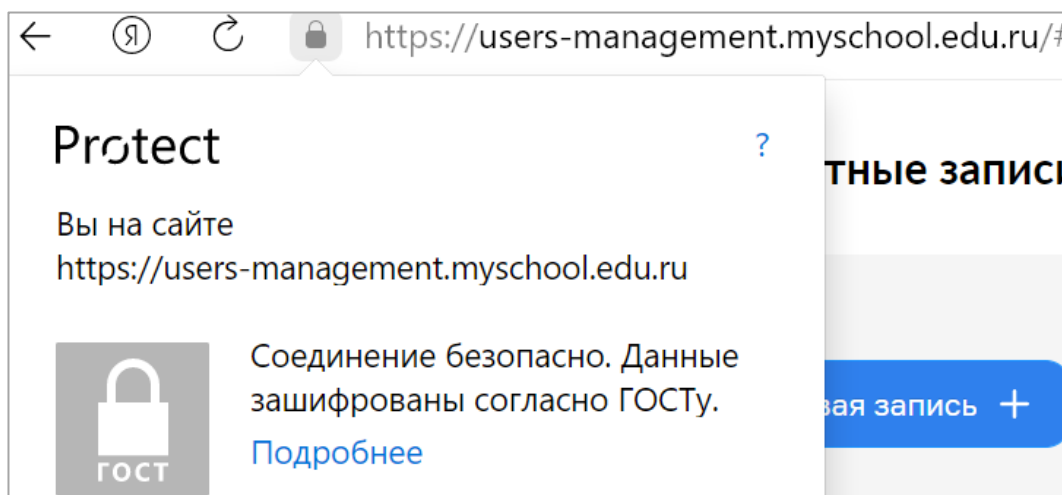 Я https://users-management.myschool.edu.ru/#
Protect ?
тные записи
Вы на сайте
https://users-management.myschool.edu.ru
Соединение безопасно. Данные
зашифрованы согласно ГОСТу.
вая запись +
Подробнее
ГОСТ